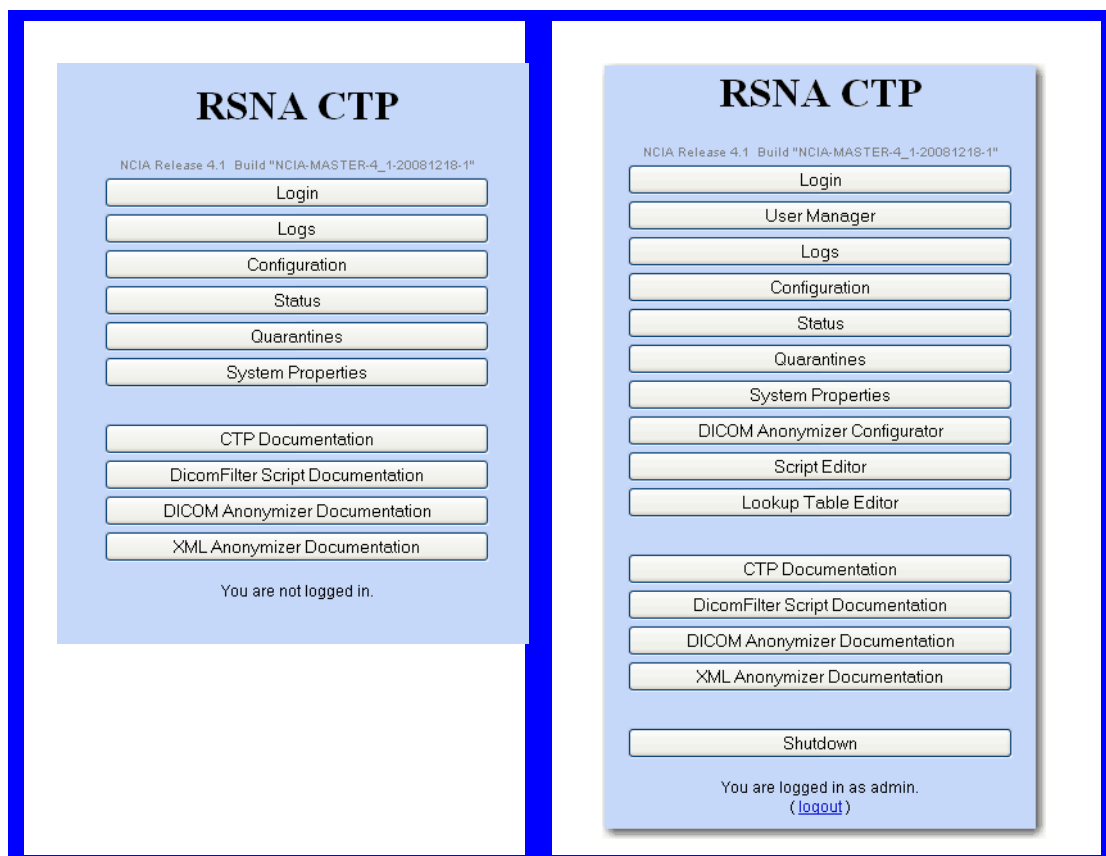 RSNA CTP
NCIA Release 4.1 Build "NCIA-MASTER-4_1-20081218-1"
Login
Logs
Configuration
Status
Quarantines
System Properties
CTP Documentation
DicomFilter Script Documentation
DICOM Anonymizer Documentation
XML Anonymizer Documentation
You are not logged in.
RSNA CTP
NCIA Release 4.1 Build "NCIA-MASTER-4_1-20081218-1"
Login
User Manager
Logs
Configuration
Status
Quarantines
System Properties
DICOM Anonymizer Configurator
Script Editor
Lookup Table Editor
CTP Documentation
DicomFilter Script Documentation
DICOM Anonymizer Documentation
XML Anonymizer Documentation
Shutdown
You are logged in as admin.
( logout )